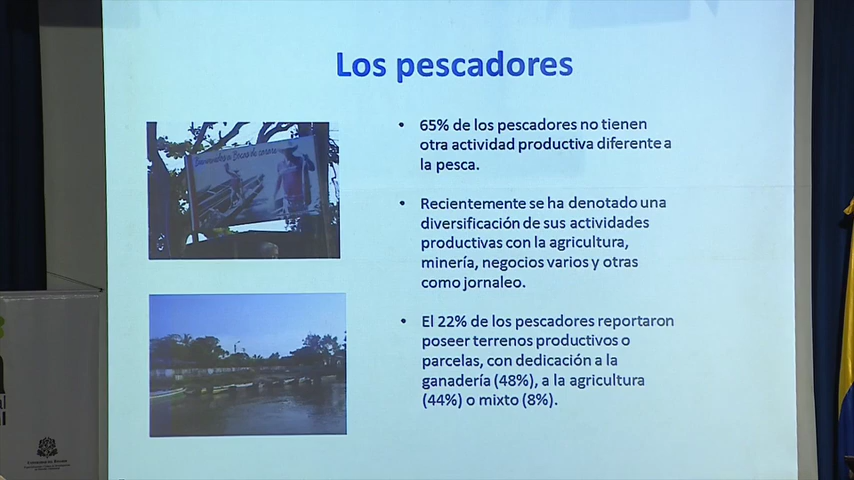 Los pescadores
• 65% de los pescadores no tienen
otra actividad productiva diferente a
la pesca.
• Recientemente se ha denotado una
diversificación de sus actividades
productivas con la agricultura,
minería, negocios varios y otras
como jornaleo.
• El 22% de los pescadores reportaron
poseer terrenos productivos o
parcelas, con dedicación a la
ganadería (48%), a la agricultura
(44%) o mixto (8%).